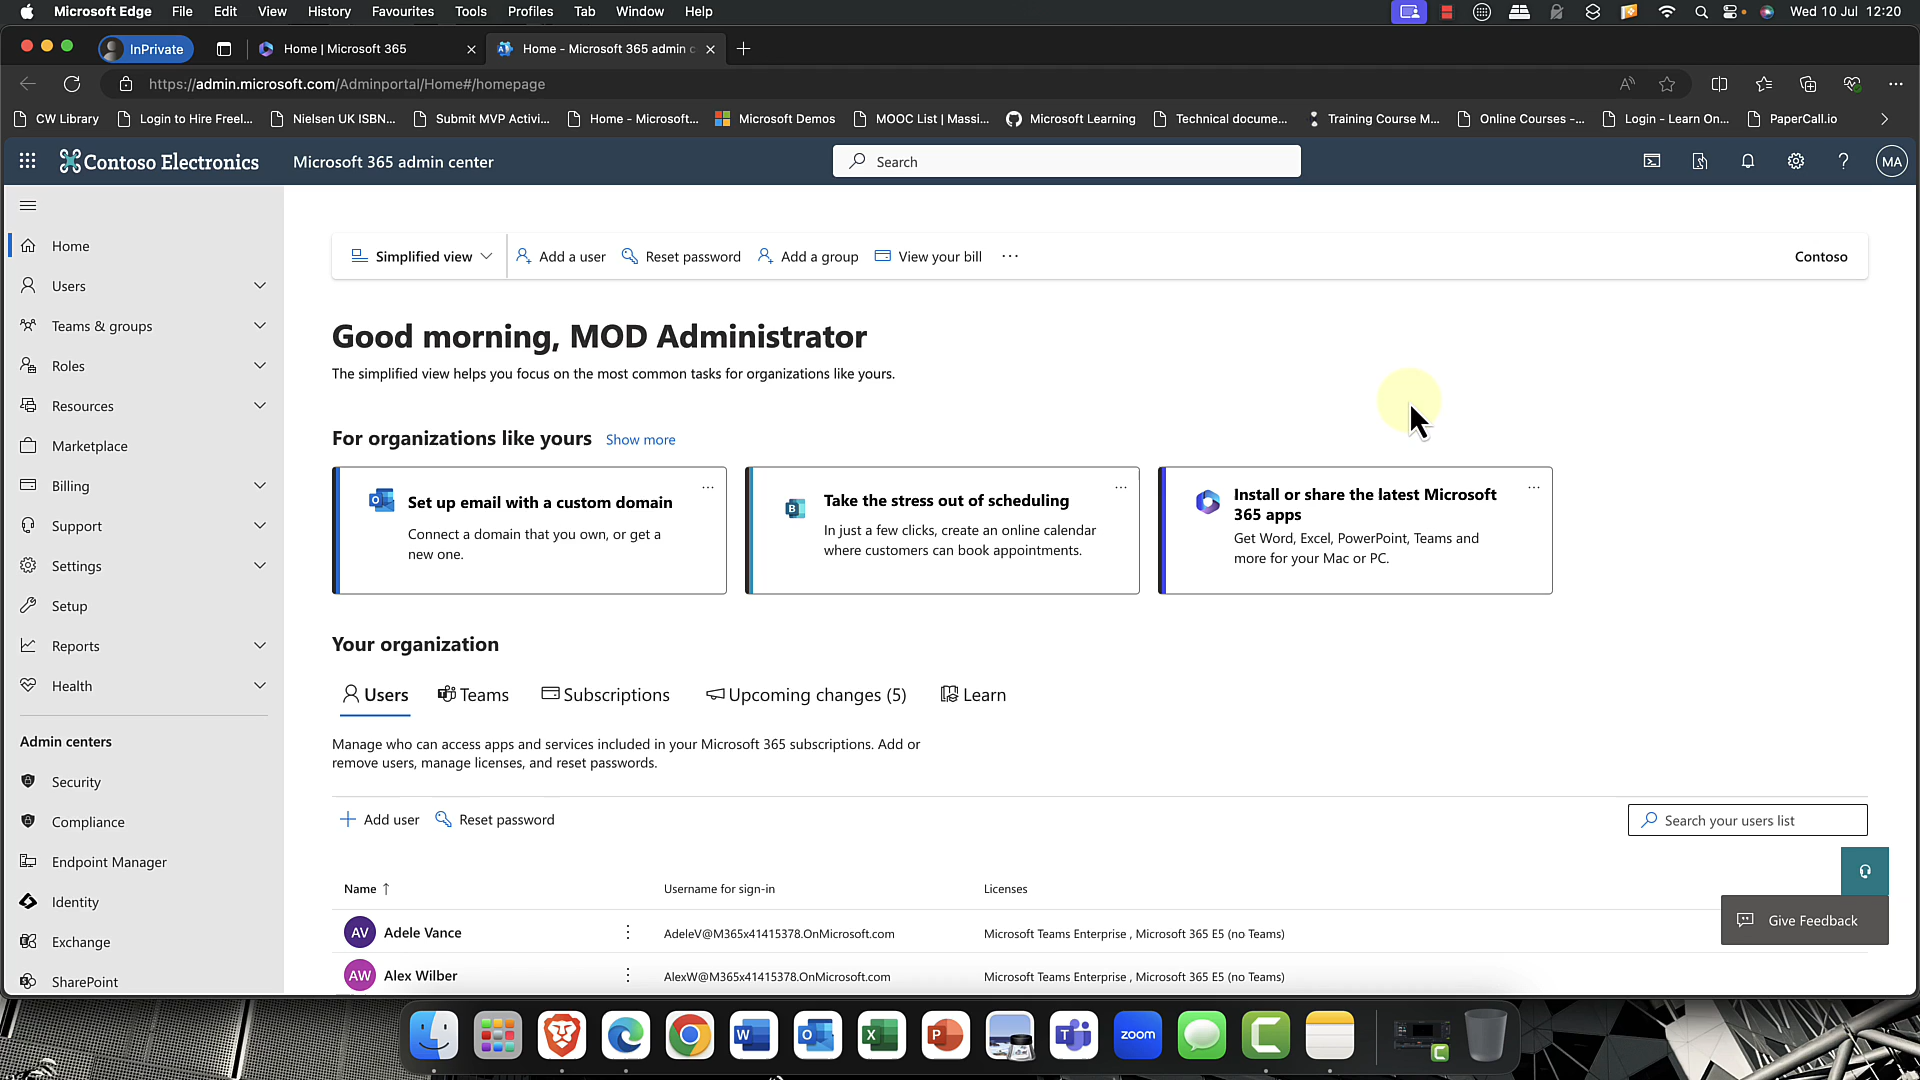 Microsoft Edge File Edit View History Favourites Tools Profiles Tab Window Help Wed 10 Jul 12:20
InPrivate Home | Microsoft 365 Home - Microsoft 365 admin c
https://admin.microsoft.com/Adminportal/Home#/homepage
CW Library Login to Hire Freel... Nielsen UK ISBN... Submit MVP Activi... Home - Microsoft... Microsoft Demos MOOC List | Massi... Microsoft Learning Technical docume... Training Course M... Online Courses -... Login - Learn On... PaperCall.io
Contoso Electronics Microsoft 365 admin center Search MA
Simplified view Add a user Reset password Add a group View your bill ... Contoso
Home
Users
Teams & groups
Roles
Resources
Marketplace
Billing
Support
Settings
Setup
Reports
Health
Admin centers
Security
Compliance
Endpoint Manager
Identity
Exchange
SharePoint
Good morning, MOD Administrator
The simplified view helps you focus on the most common tasks for organizations like yours.
For organizations like yours Show more
Set up email with a custom domain
Connect a domain that you own, or get a
new one.
Take the stress out of scheduling
In just a few clicks, create an online calendar
where customers can book appointments.
Install or share the latest Microsoft
365 apps
Get Word, Excel, PowerPoint, Teams and
more for your Mac or PC.
Your organization
Users Teams Subscriptions Upcoming changes (5) Learn
Manage who can access apps and services included in your Microsoft 365 subscriptions. Add or
remove users, manage licenses, and reset passwords.
Add user Reset password Search your users list
Name ↑ Username for sign-in Licenses
AV Adele Vance AdeleV@M365x41415378.OnMicrosoft.com Microsoft Teams Enterprise , Microsoft 365 E5 (no Teams)
AW Alex Wilber AlexW@M365x41415378.OnMicrosoft.com Microsoft Teams Enterprise , Microsoft 365 E5 (no Teams)
Give Feedback
zoom